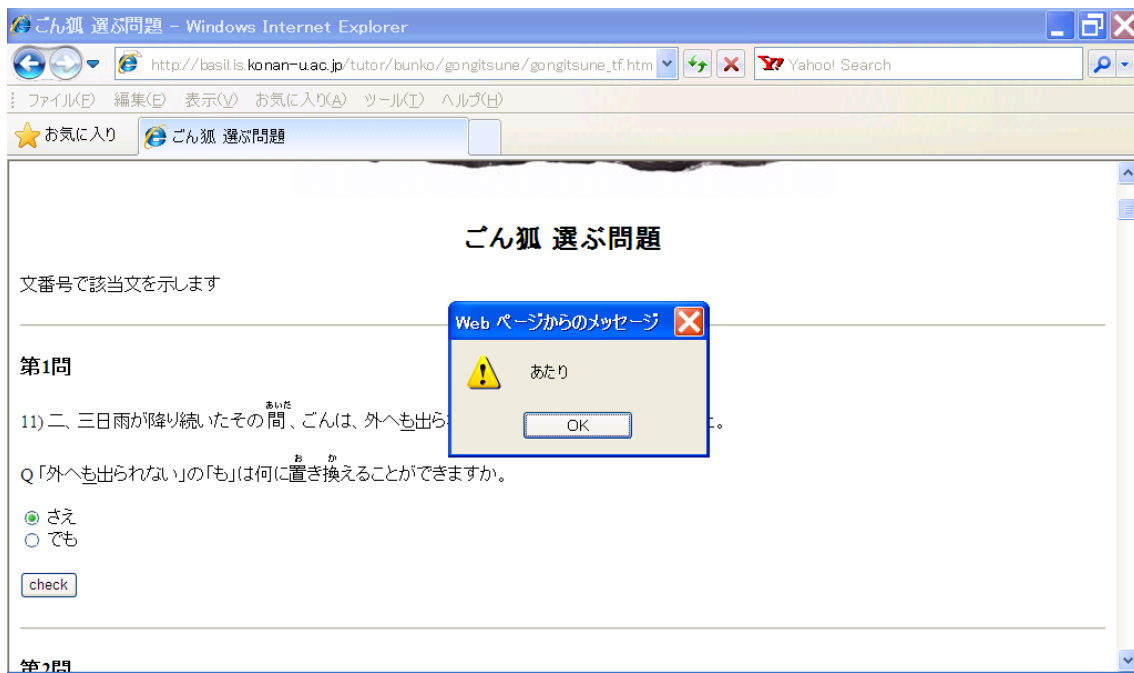 ごん狐 選ぶ問題 - Windows Internet Explorer
http://basil.is.konan-u.ac.jp/tutor/bunko/gongitsune/gongitsune_tf.htm
Yahoo! Search
ファイル(F) 編集(E) 表示(V) お気に入り(A) ツール(T) ヘルプ(H)
お気に入り
ごん狐 選ぶ問題
ごん狐 選ぶ問題
文番号で該当文を示します
Web ページからのメッセージ
あたり
OK
第1問
あいだ
11) 二、三日雨が降り続いたその間、ごんは、外へも出ら
。
お か
Q 「外へも出られない」の「も」は何に置き換えることができますか。
さえ
でも
check
第2問